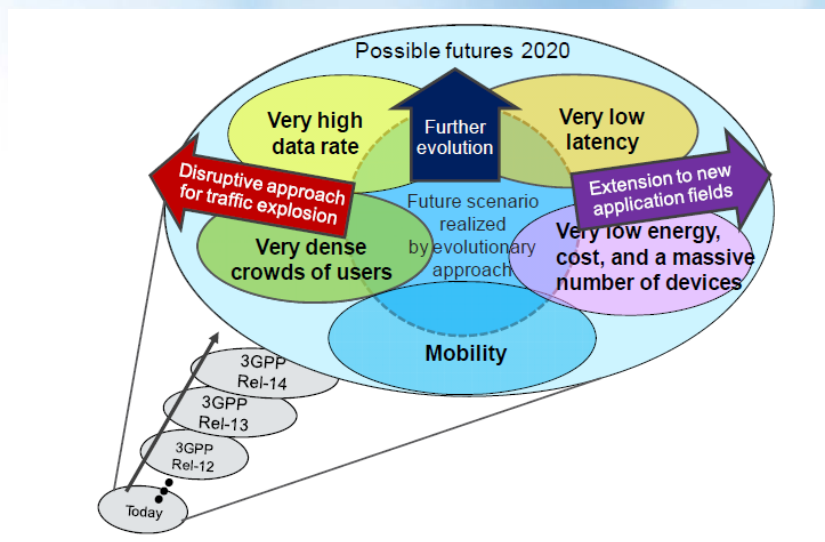 Possible futures 2020
Very high
data rate
Further
evolution
Very low
latency
Disruptive approach
for traffic explosion
Extension to new
application fields
Future scenario
realized
by evolutionary
approach
Very dense
crowds of users
Very low energy,
cost, and a massive
number of devices
Mobility
3GPP
Rel-14
3GPP
Rel-13
3GPP
Rel-12
Today